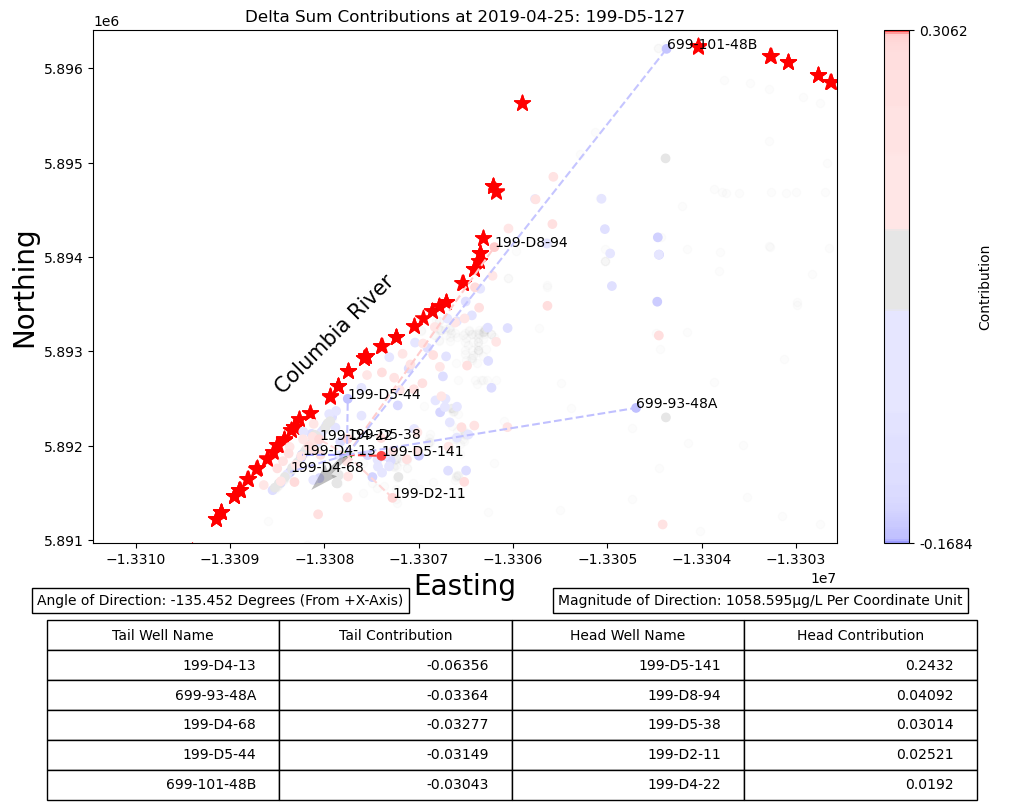 Delta Sum Contributions at 2019-04-25: 199-D5-127
1e6
0.3062
5.896
5.895
5.894
5.893
5.892
5.891
Northing
699-101-48B
199-D8-94
Columbia River
199-D5-44
699-93-48A
199-D4-22
199-D5-38
199-D4-13
199-D5-141
199-D4-68
199-D2-11
Contribution
-0.1684
−1.3310
−1.3309
−1.3308
−1.3307
−1.3306
−1.3305
−1.3304
−1.3303
1e7
Easting
Angle of Direction: -135.452 Degrees (From +X-Axis)
Magnitude of Direction: 1058.595µg/L Per Coordinate Unit
Tail Well Name Tail Contribution Head Well Name Head Contribution
199-D4-13 -0.06356 199-D5-141 0.2432
699-93-48A -0.03364 199-D8-94 0.04092
199-D4-68 -0.03277 199-D5-38 0.03014
199-D5-44 -0.03149 199-D2-11 0.02521
699-101-48B -0.03043 199-D4-22 0.0192